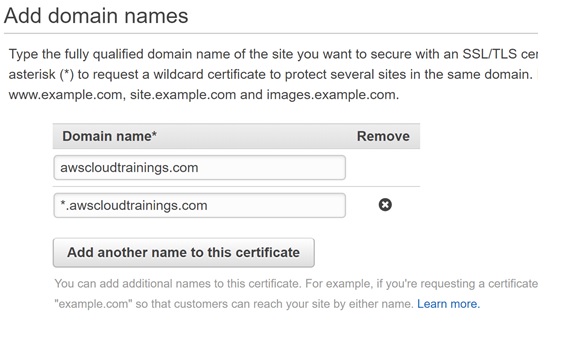 Add domain names
Type the fully qualified domain name of the site you want to secure with an SSL/TLS cer
asterisk (*) to request a wildcard certificate to protect several sites in the same domain.
www.example.com, site.example.com and images.example.com.
Domain name* Remove
awscloudtrainings.com
*.awscloudtrainings.com
Add another name to this certificate
You can add additional names to this certificate. For example, if you're requesting a certificate
"example.com" so that customers can reach your site by either name. Learn more.